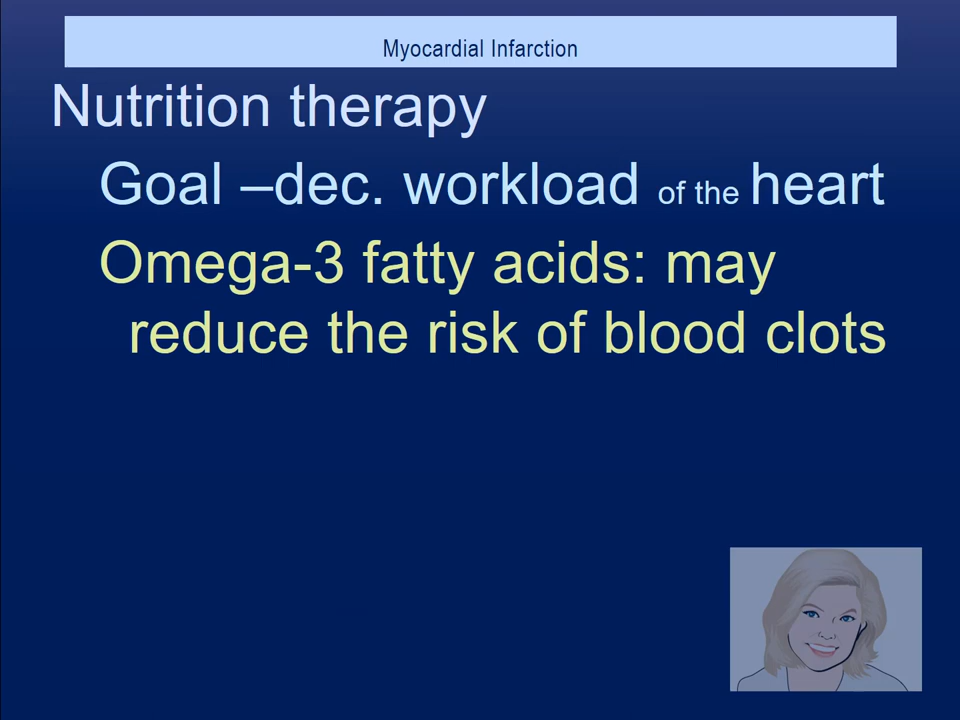 Myocardial Infarction
Nutrition therapy
Goal –dec. workload of the heart
Omega-3 fatty acids: may
reduce the risk of blood clots